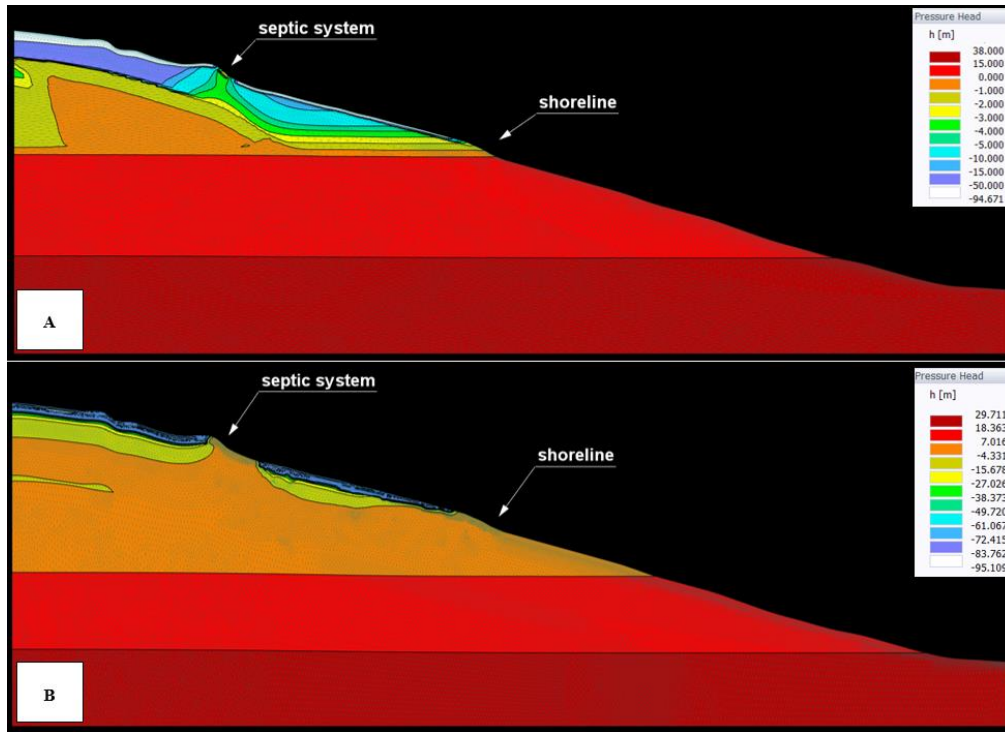 septic system
Pressure Head
h [m]
38.000
15.000
0.000
-1.000
-2.000
-3.000
-4.000
-5.000
-10.000
-15.000
-50.000
-94.671
shoreline
A
septic system
Pressure Head
h [m]
29.711
18.363
7.016
-4.331
-15.678
-27.026
-38.373
-49.720
-61.067
-72.415
-83.762
-95.109
shoreline
B